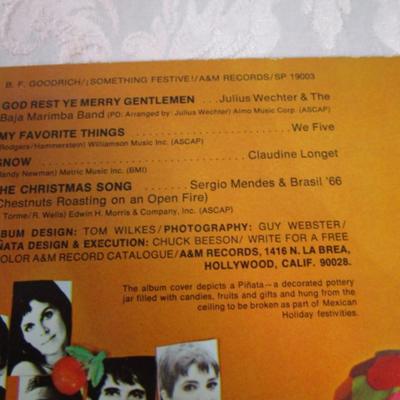 B. F. GOODRICH/¡SOMETHING FESTIVE!/A&M RECORDS/SP 19003
GOD REST YE MERRY GENTLEMEN ... Julius Wechter & The
Baja Marimba Band (PD: Arranged by: Julius Wechter) Almo Music Corp. (ASCAP)
MY FAVORITE THINGS ... We Five
Rodgers/Hammerstein) Williamson Music Inc. (ASCAP)
SNOW ... Claudine Longet
Randy Newman) Metric Music Inc. (BMI)
THE CHRISTMAS SONG ... Sergio Mendes & Brasil '66
Chestnuts Roasting on an Open Fire)
Torme/R. Wells) Edwin H. Morris & Company, Inc. (ASCAP)
LBUM DESIGN: TOM WILKES/PHOTOGRAPHY: GUY WEBSTER/
IÑATA DESIGN & EXECUTION: CHUCK BEESON/ WRITE FOR A FREE
OLOR A&M RECORD CATALOGUE/A&M RECORDS, 1416 N. LA BREA,
HOLLYWOOD, CALIF. 90028.
The album cover depicts a Piñata—a decorated pottery
jar filled with candies, fruits and gifts and hung from the
ceiling to be broken as part of Mexican
Holiday festivities.